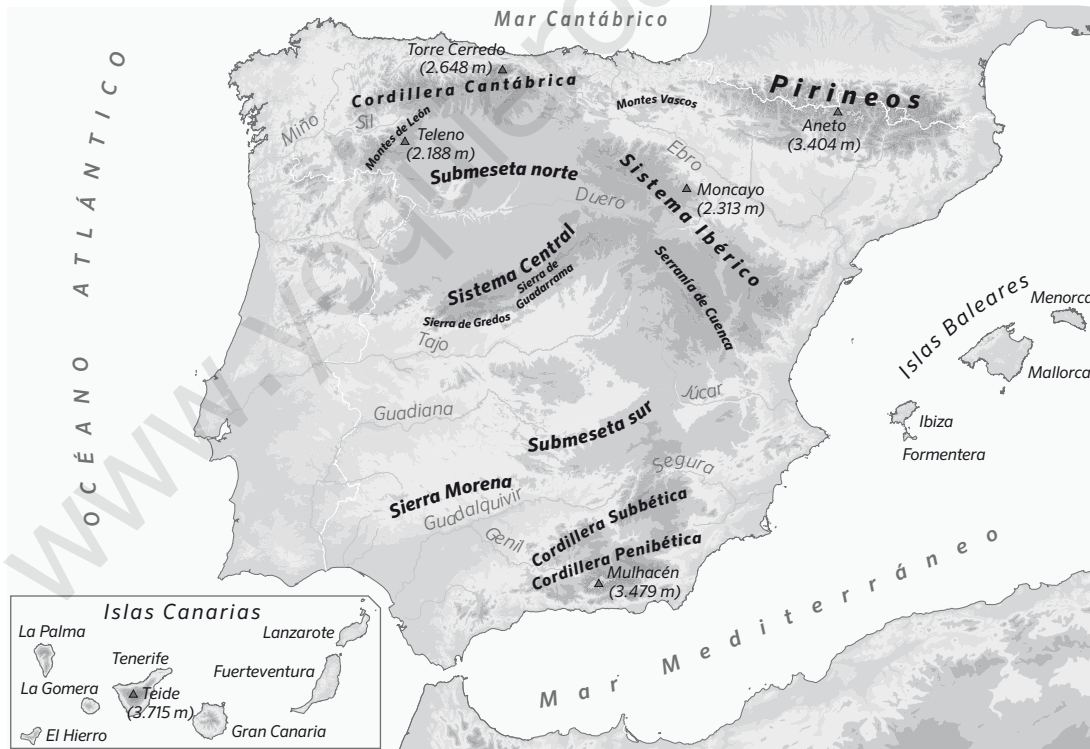 Mar Cantábrico
OCÉANO ATLÁNTICO
Torre Cerredo
(2.648 m)
Cordillera Cantábrica
Pirineos
Montes Vascos
Aneto
(3.404 m)
Miño
Sil
Montes de León
Teleno
(2.188 m)
Submeseta norte
Ebro
Sistema Ibérico
Moncayo
(2.313 m)
Duero
Sistema Central
Sierra de
Guadarrama
Serranía de Cuenca
Sierra de Gredos
Tajo
Islas Baleares
Menorca
Mallorca
Ibiza
Formentera
Júcar
Guadiana
Submeseta sur
Segura
Sierra Morena
Guadalquivir
Genil
Cordillera Subbética
Cordillera Penibética
Mulhacén
(3.479 m)
Mar Mediterráneo
Islas Canarias
La Palma
Lanzarote
Tenerife
Fuerteventura
La Gomera
Teide
(3.715 m)
El Hierro
Gran Canaria